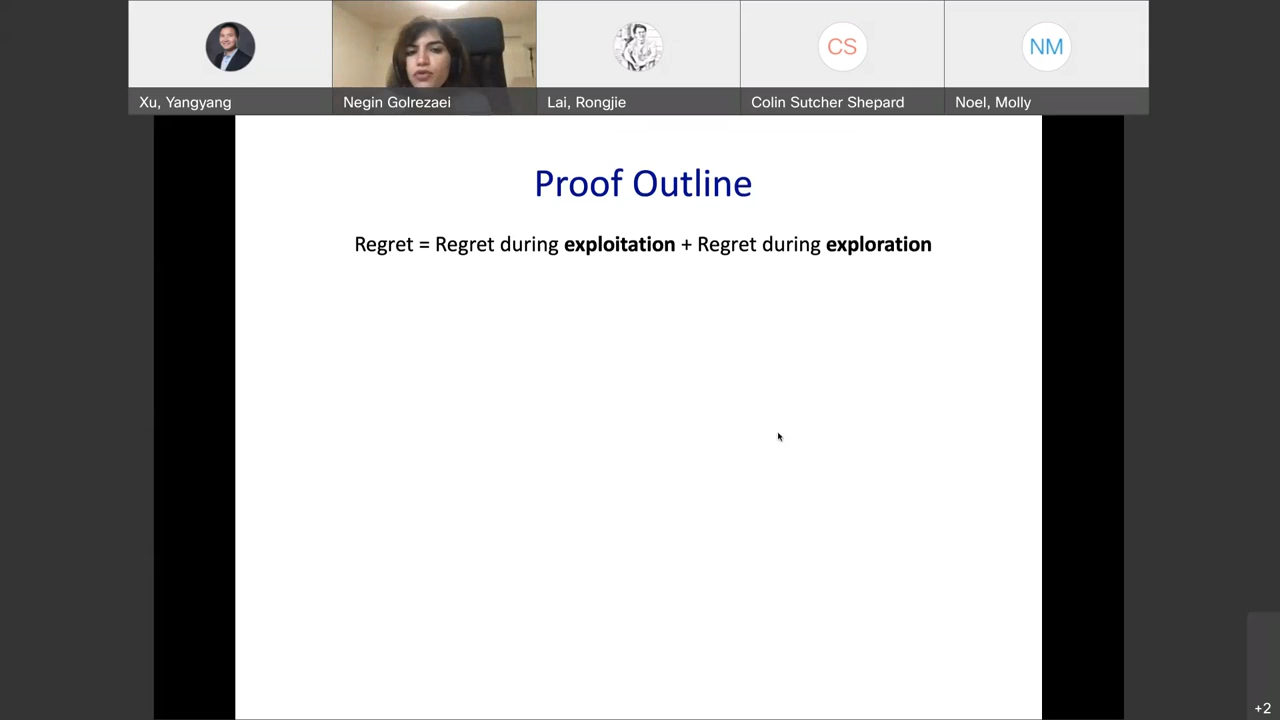 CS
NM
Xu, Yangyang
Negin Golrezaei
Lai, Rongjie
Colin Sutcher Shepard
Noel, Molly
Proof Outline
Regret = Regret during exploitation + Regret during exploration
+2